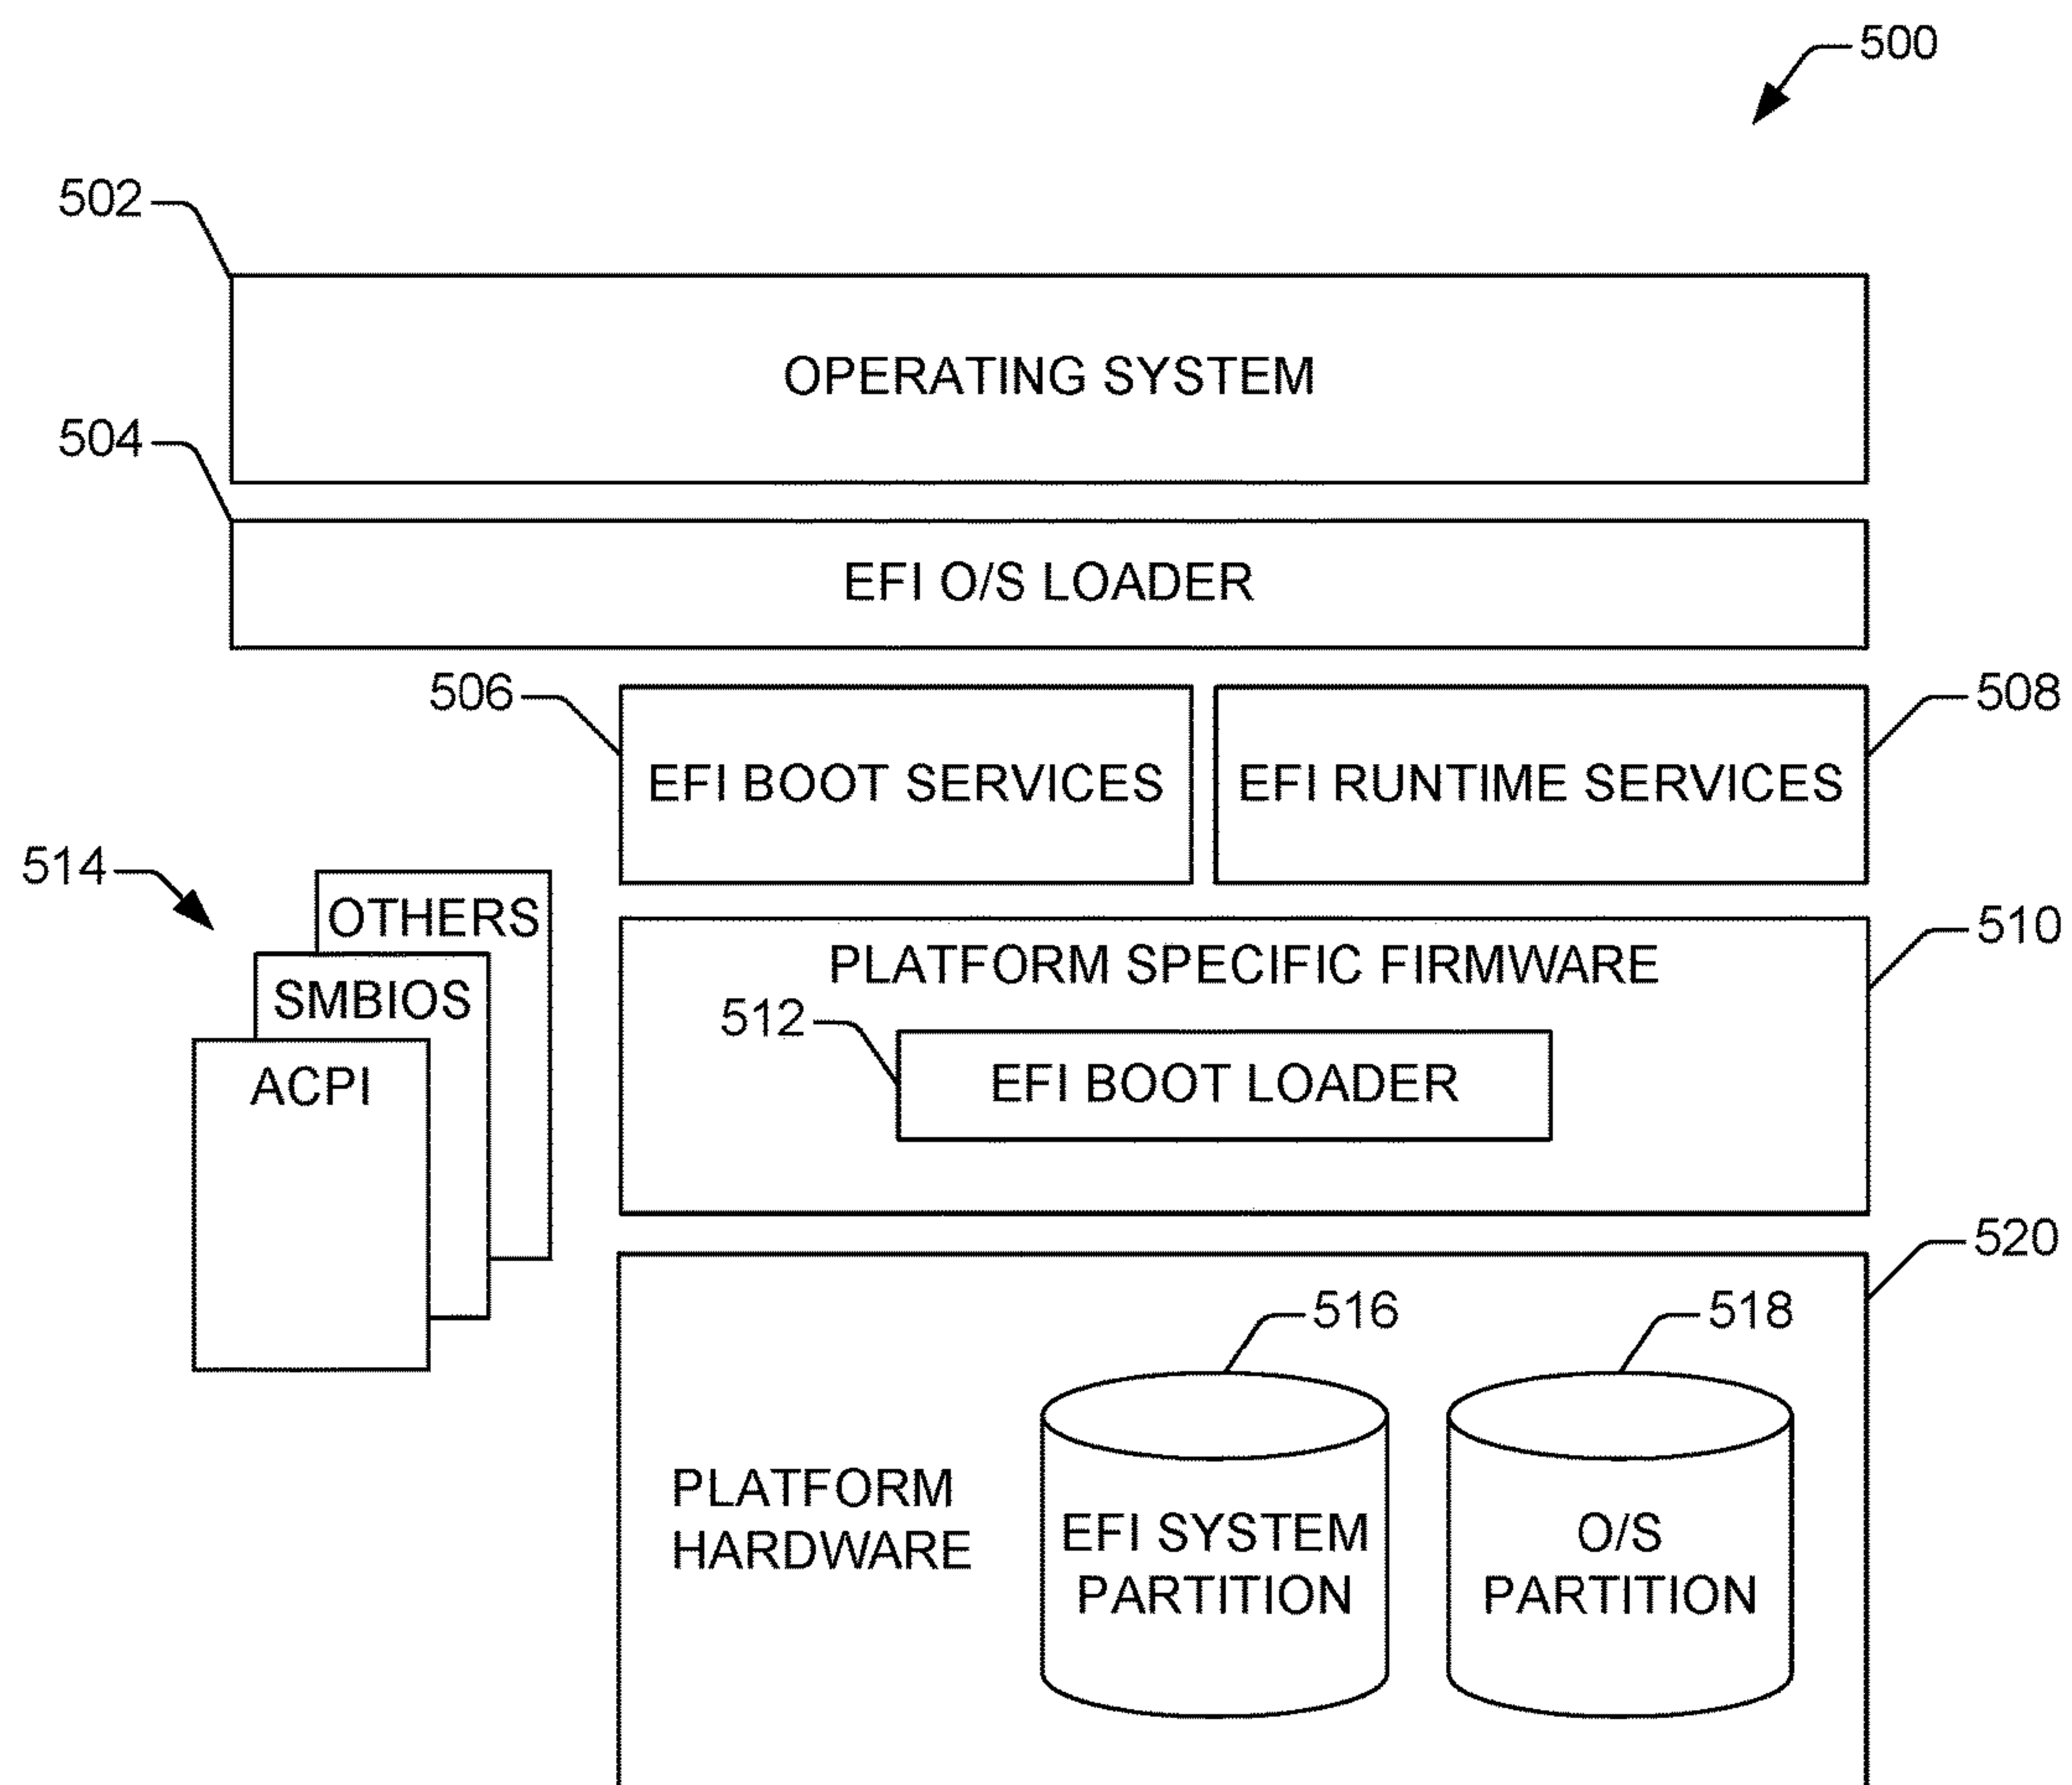 500
502
OPERATING SYSTEM
504
EFI O/S LOADER
506
508
EFI BOOT SERVICES
EFI RUNTIME SERVICES
514
OTHERS
SMBIOS
ACPI
510
PLATFORM SPECIFIC FIRMWARE
512
EFI BOOT LOADER
520
516
518
PLATFORM
HARDWARE
EFI SYSTEM
PARTITION
O/S
PARTITION